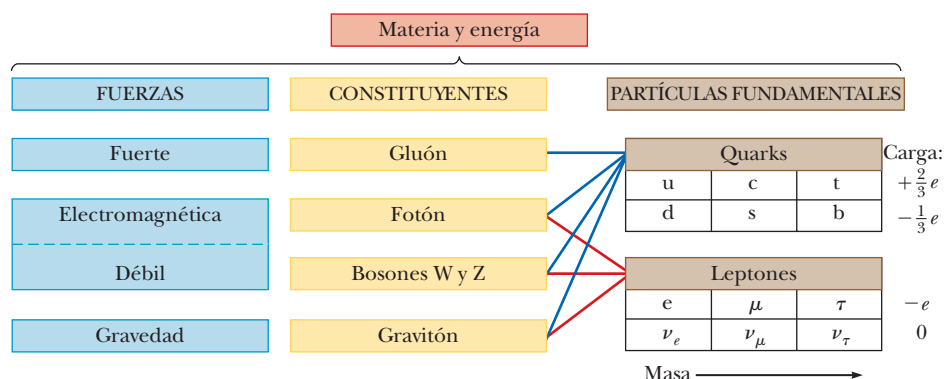 Materia y energía
FUERZAS CONSTITUYENTES PARTÍCULAS FUNDAMENTALES
Fuerte Gluón Quarks Carga:
u c t +2/3 e
Electromagnética Fotón d s b −1/3 e
Débil Bosones W y Z Leptones
e μ τ −e
Gravedad Gravitón νe νμ ντ 0
Masa